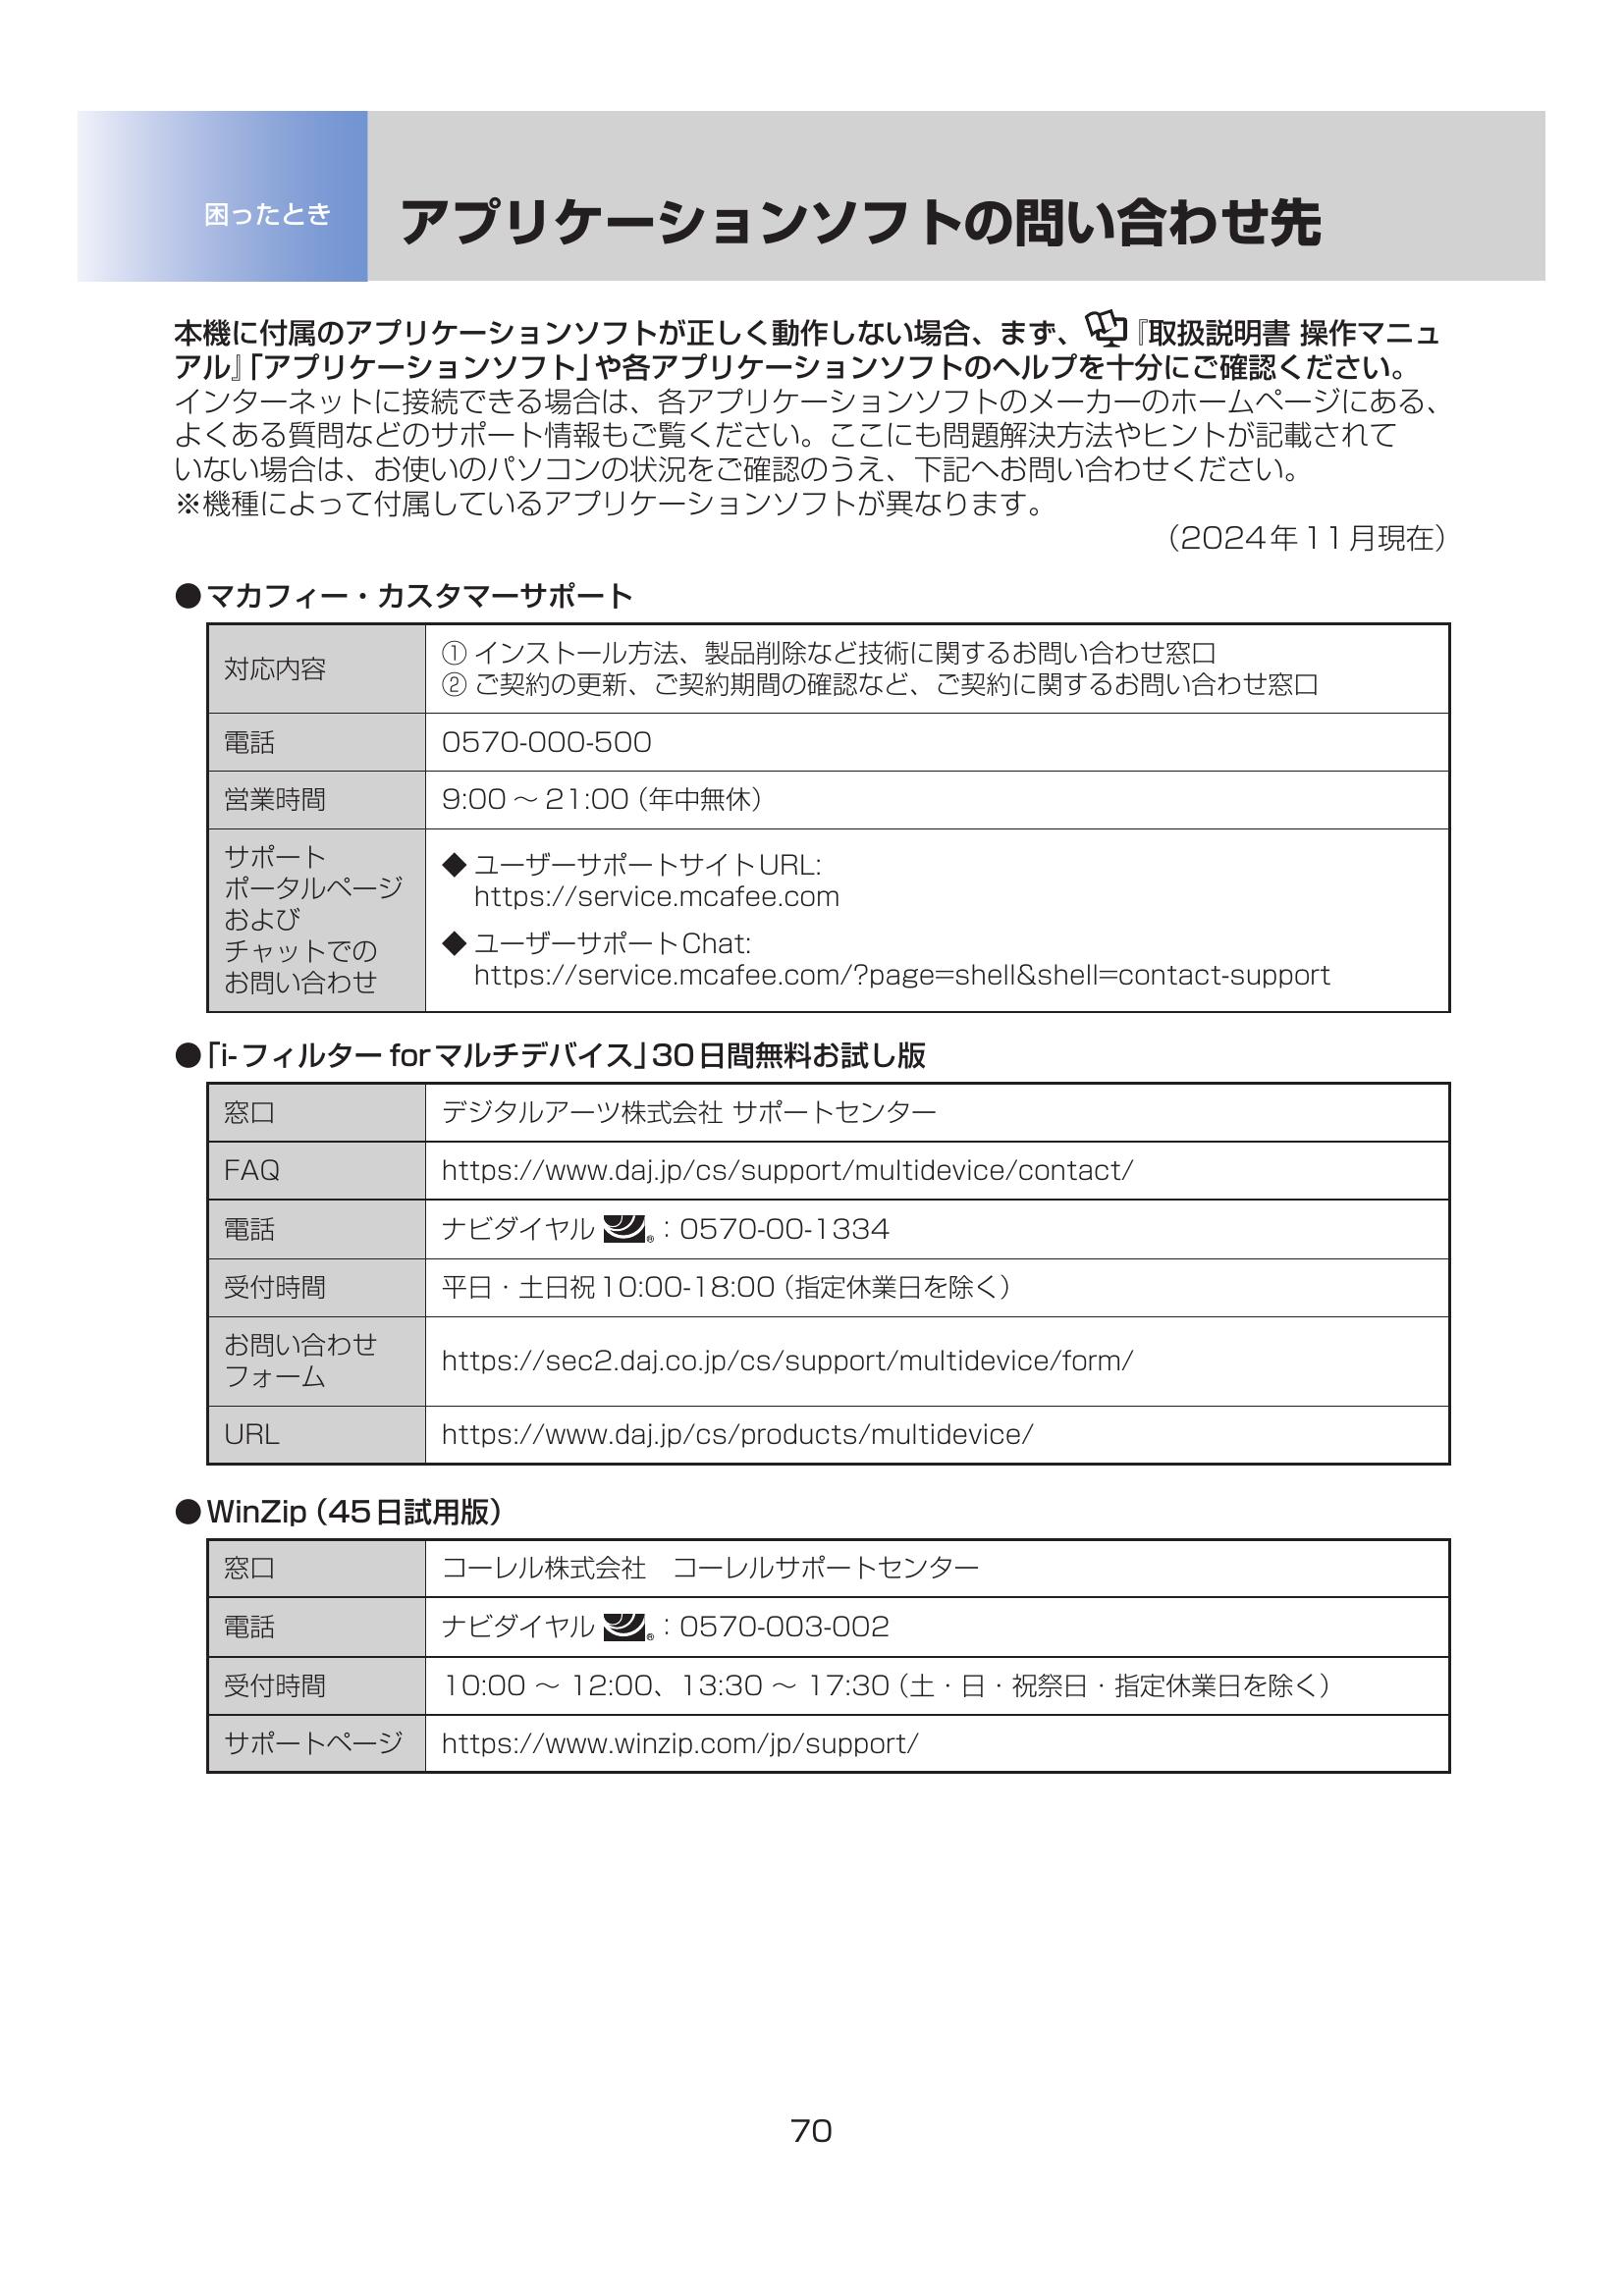 困ったとき
アプリケーションソフトの問い合わせ先
本機に付属のアプリケーションソフトが正しく動作しない場合、まず、『取扱説明書 操作マニュ
アル』「アプリケーションソフト」や各アプリケーションソフトのヘルプを十分にご確認ください。
インターネットに接続できる場合は、各アプリケーションソフトのメーカーのホームページにある、
よくある質問などのサポート情報もご覧ください。ここにも問題解決方法やヒントが記載されて
いない場合は、お使いのパソコンの状況をご確認のうえ、下記へお問い合わせください。
※機種によって付属しているアプリケーションソフトが異なります。
（2024年11月現在）
●マカフィー・カスタマーサポート
対応内容
① インストール方法、製品削除など技術に関するお問い合わせ窓口
② ご契約の更新、ご契約期間の確認など、ご契約に関するお問い合わせ窓口
電話
0570-000-500
営業時間
9:00 ～ 21:00（年中無休）
サポート
ポータルページ
および
チャットでの
お問い合わせ
◆ ユーザーサポートサイトURL:
https://service.mcafee.com
◆ ユーザーサポートChat:
https://service.mcafee.com/?page=shell&shell=contact-support
●「i-フィルター for マルチデバイス」30日間無料お試し版
窓口
デジタルアーツ株式会社 サポートセンター
FAQ
https://www.daj.jp/cs/support/multidevice/contact/
電話
ナビダイヤル ®：0570-00-1334
受付時間
平日・土日祝10:00-18:00（指定休業日を除く）
お問い合わせ
フォーム
https://sec2.daj.co.jp/cs/support/multidevice/form/
URL
https://www.daj.jp/cs/products/multidevice/
●WinZip（45日試用版）
窓口
コーレル株式会社　コーレルサポートセンター
電話
ナビダイヤル ®：0570-003-002
受付時間
10:00 ～ 12:00、13:30 ～ 17:30（土・日・祝祭日・指定休業日を除く）
サポートページ
https://www.winzip.com/jp/support/
70